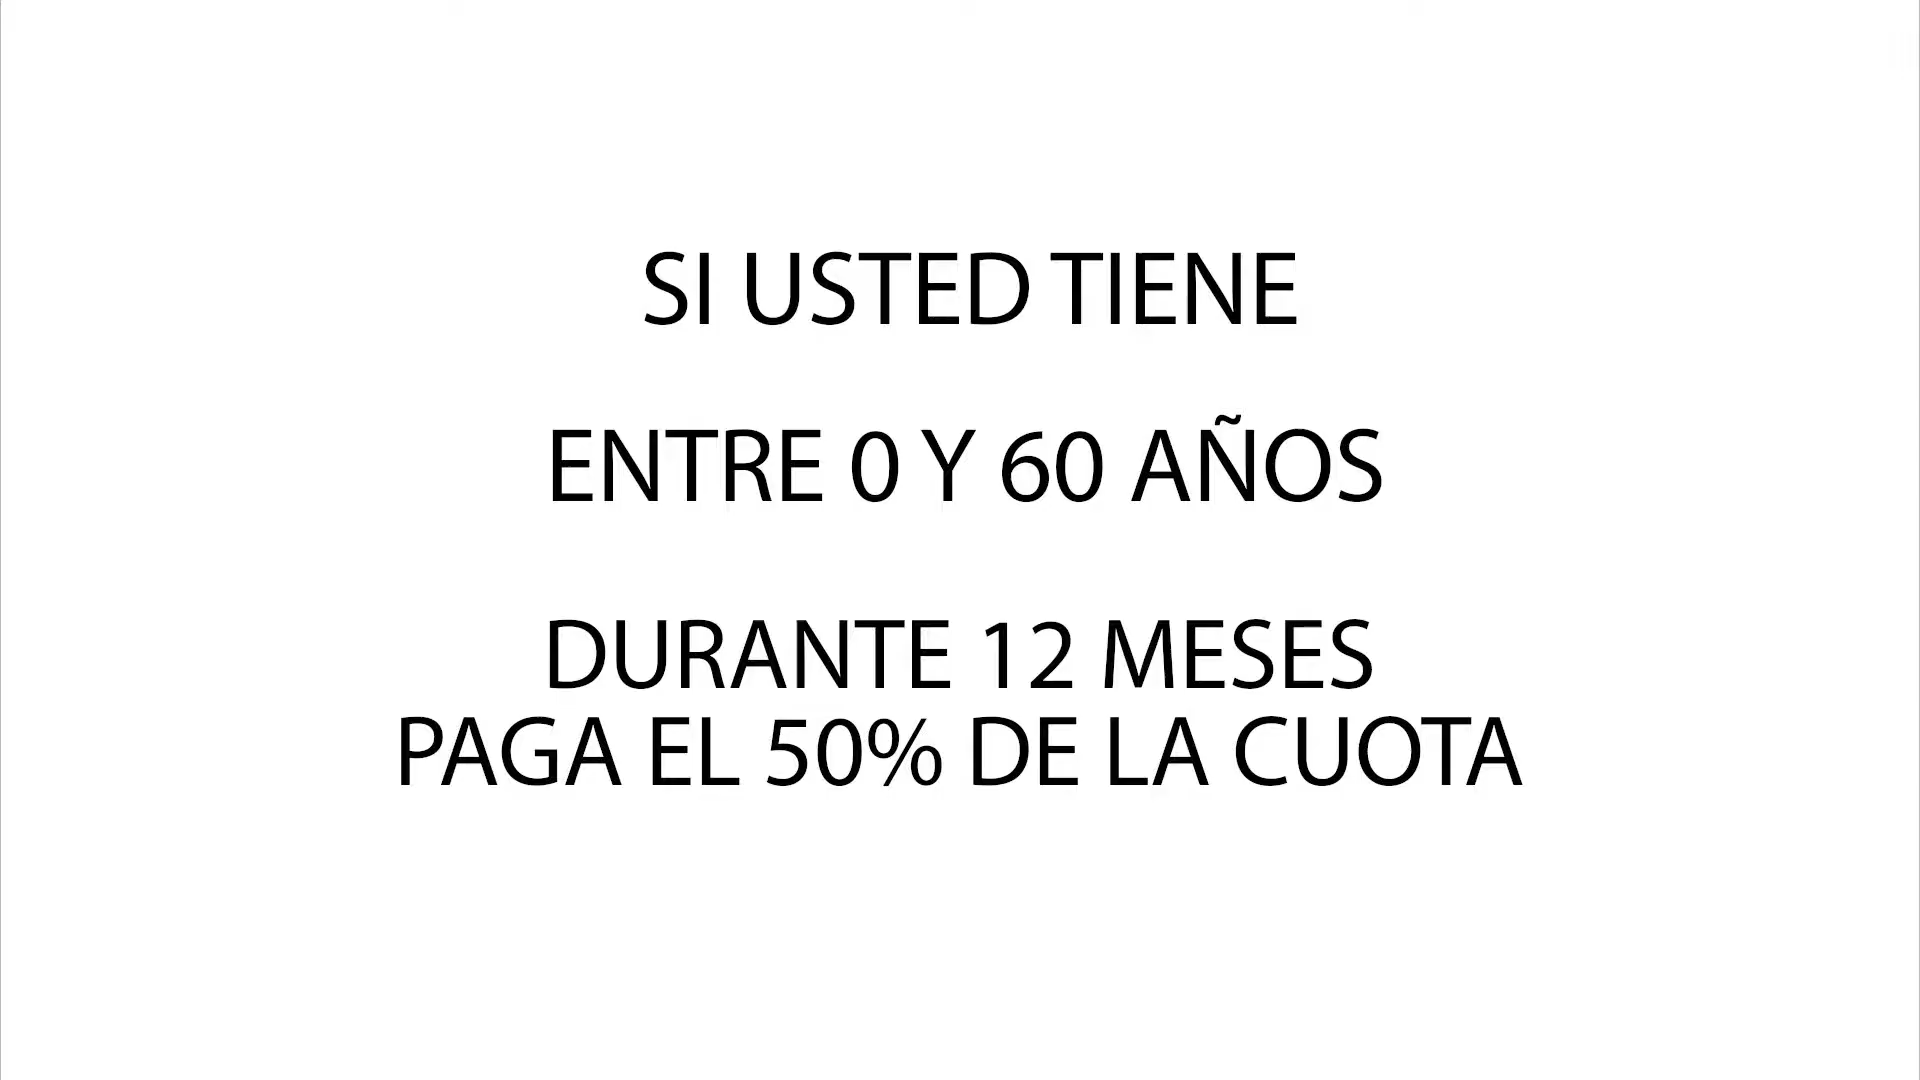 SI USTED TIENE
ENTRE 0 Y 60 AÑOS
DURANTE 12 MESES
PAGA EL 50% DE LA CUOTA